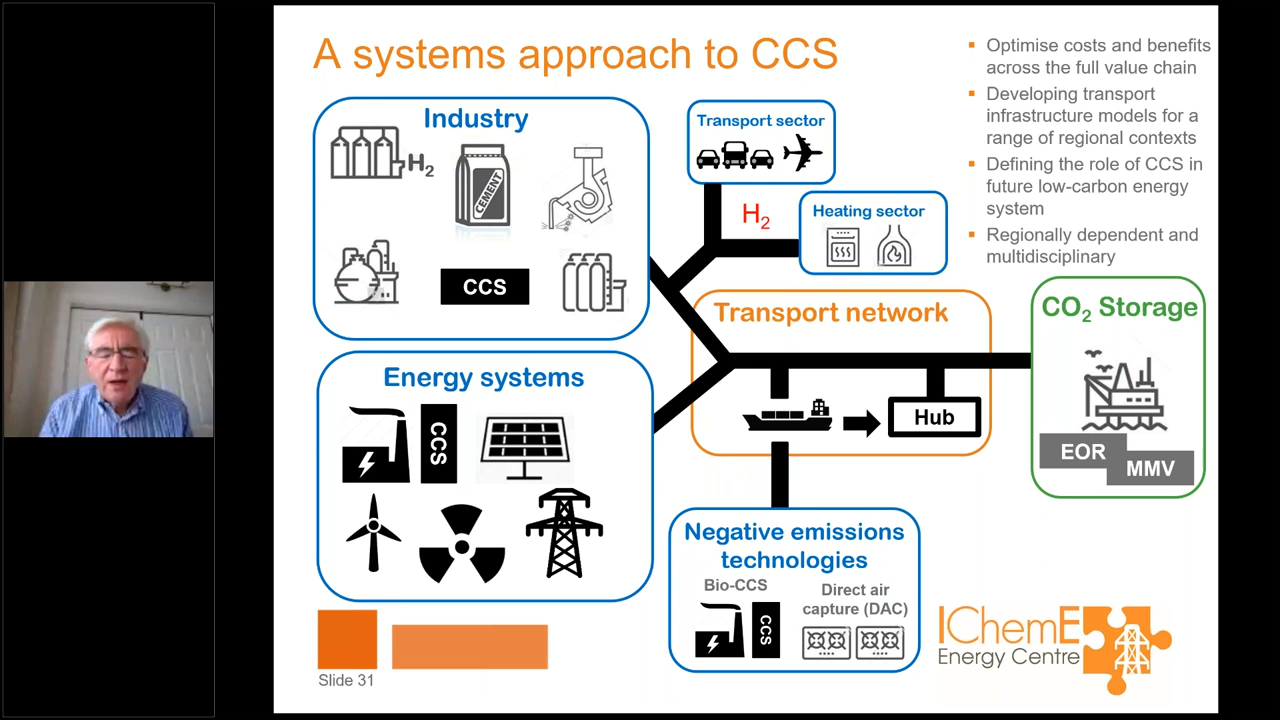 A systems approach to CCS
Optimise costs and benefits
across the full value chain
Developing transport
infrastructure models for a
range of regional contexts
Defining the role of CCS in
future low-carbon energy
system
Regionally dependent and
multidisciplinary
Industry
H2
CEMENT
CCS
Transport sector
H2
Heating sector
Energy systems
CCS
Transport network
Hub
CO2 Storage
EOR
MMV
Negative emissions
technologies
Bio-CCS
CCS
Direct air
capture (DAC)
IChemE
Energy Centre
Slide 31